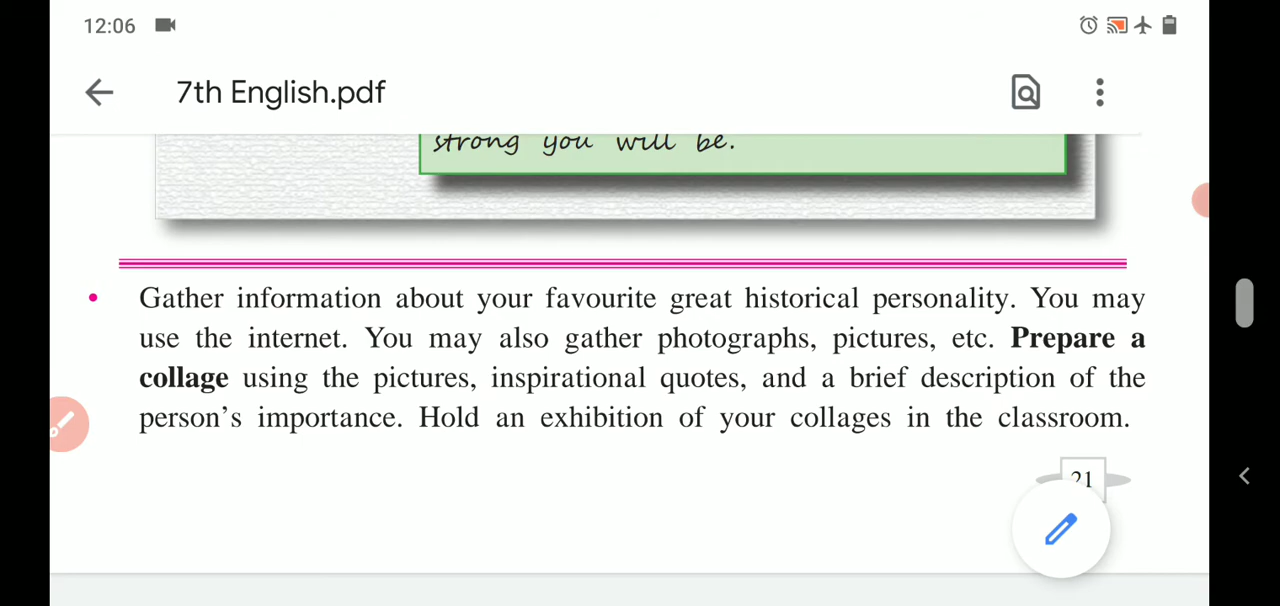 12:06
7th English.pdf
strong you will be.
• Gather information about your favourite great historical personality. You may
use the internet. You may also gather photographs, pictures, etc. Prepare a
collage using the pictures, inspirational quotes, and a brief description of the
person's importance. Hold an exhibition of your collages in the classroom.
21